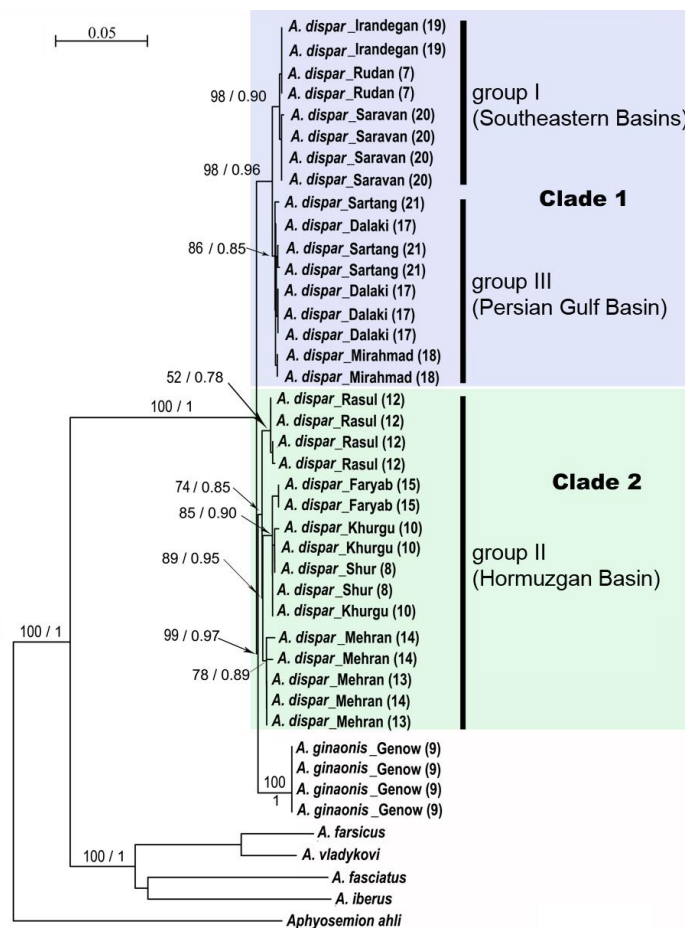 0.05
A. dispar_Irandegan (19)
A. dispar_Irandegan (19)
A. dispar_Rudan (7)
A. dispar_Rudan (7)
A. dispar_Saravan (20)
A. dispar_Saravan (20)
A. dispar_Saravan (20)
A. dispar_Saravan (20)
group I
(Southeastern Basins)
98 / 0.90
98 / 0.96
Clade 1
A. dispar_Sartang (21)
A. dispar_Dalaki (17)
A. dispar_Sartang (21)
A. dispar_Sartang (21)
A. dispar_Dalaki (17)
A. dispar_Dalaki (17)
A. dispar_Dalaki (17)
A. dispar_Mirahmad (18)
A. dispar_Mirahmad (18)
86 / 0.85
group III
(Persian Gulf Basin)
52 / 0.78
100 / 1
A. dispar_Rasul (12)
A. dispar_Rasul (12)
A. dispar_Rasul (12)
A. dispar_Rasul (12)
A. dispar_Faryab (15)
A. dispar_Faryab (15)
A. dispar_Khurgu (10)
A. dispar_Khurgu (10)
A. dispar_Shur (8)
A. dispar_Shur (8)
A. dispar_Khurgu (10)
A. dispar_Mehran (14)
A. dispar_Mehran (14)
A. dispar_Mehran (13)
A. dispar_Mehran (14)
A. dispar_Mehran (13)
Clade 2
group II
(Hormuzgan Basin)
74 / 0.85
85 / 0.90
89 / 0.95
100 / 1
99 / 0.97
78 / 0.89
A. ginaonis_Genow (9)
A. ginaonis_Genow (9)
A. ginaonis_Genow (9)
A. ginaonis_Genow (9)
100
1
A. farsicus
A. vladykovi
100 / 1
A. fasciatus
A. iberus
Aphyosemion ahli